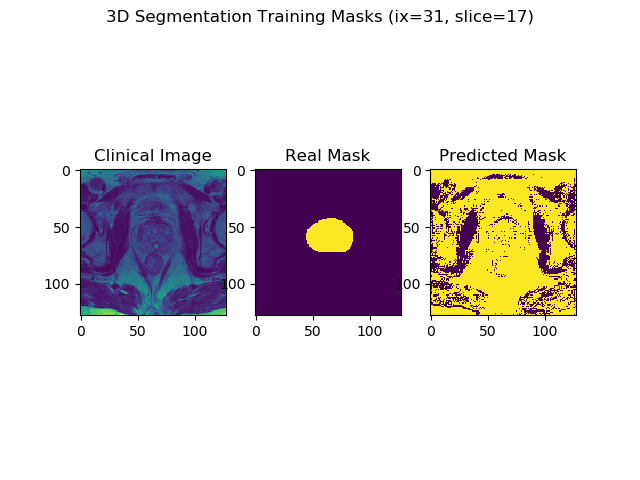 3D Segmentation Training Masks (ix=31, slice=17)
Clinical Image Real Mask Predicted Mask
0 0 0
50 50 50
100 100 100
0 50 100 0 50 100 0 50 100